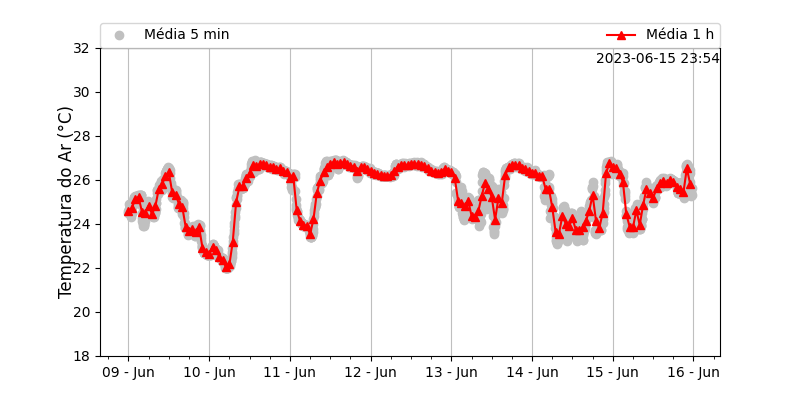 Média 5 min
Média 1 h
2023-06-15 23:54
Temperatura do Ar (°C)
32
30
28
26
24
22
20
18
09 - Jun
10 - Jun
11 - Jun
12 - Jun
13 - Jun
14 - Jun
15 - Jun
16 - Jun